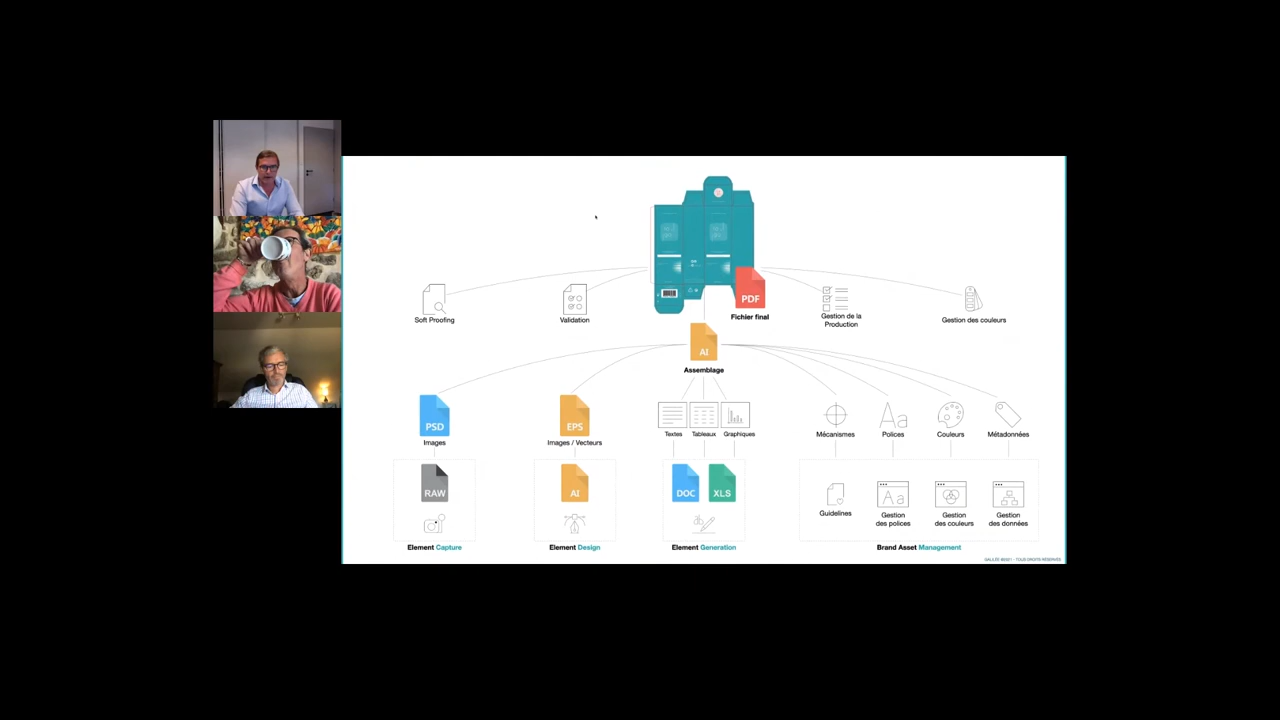 PDF
Soft Proofing
Validation
Fichier final
Gestion de la
Production
Gestion des couleurs
AI
Assemblage
PSD
EPS
Images
Images / Vecteurs
Textes
Tableaux
Graphiques
Mécanismes
Polices
Couleurs
Métadonnées
RAW
AI
DOC
XLS
Aa
Aa
Guidelines
Gestion
des polices
Gestion
des couleurs
Gestion
des données
Element Capture
Element Design
Element Generation
Brand Asset Management